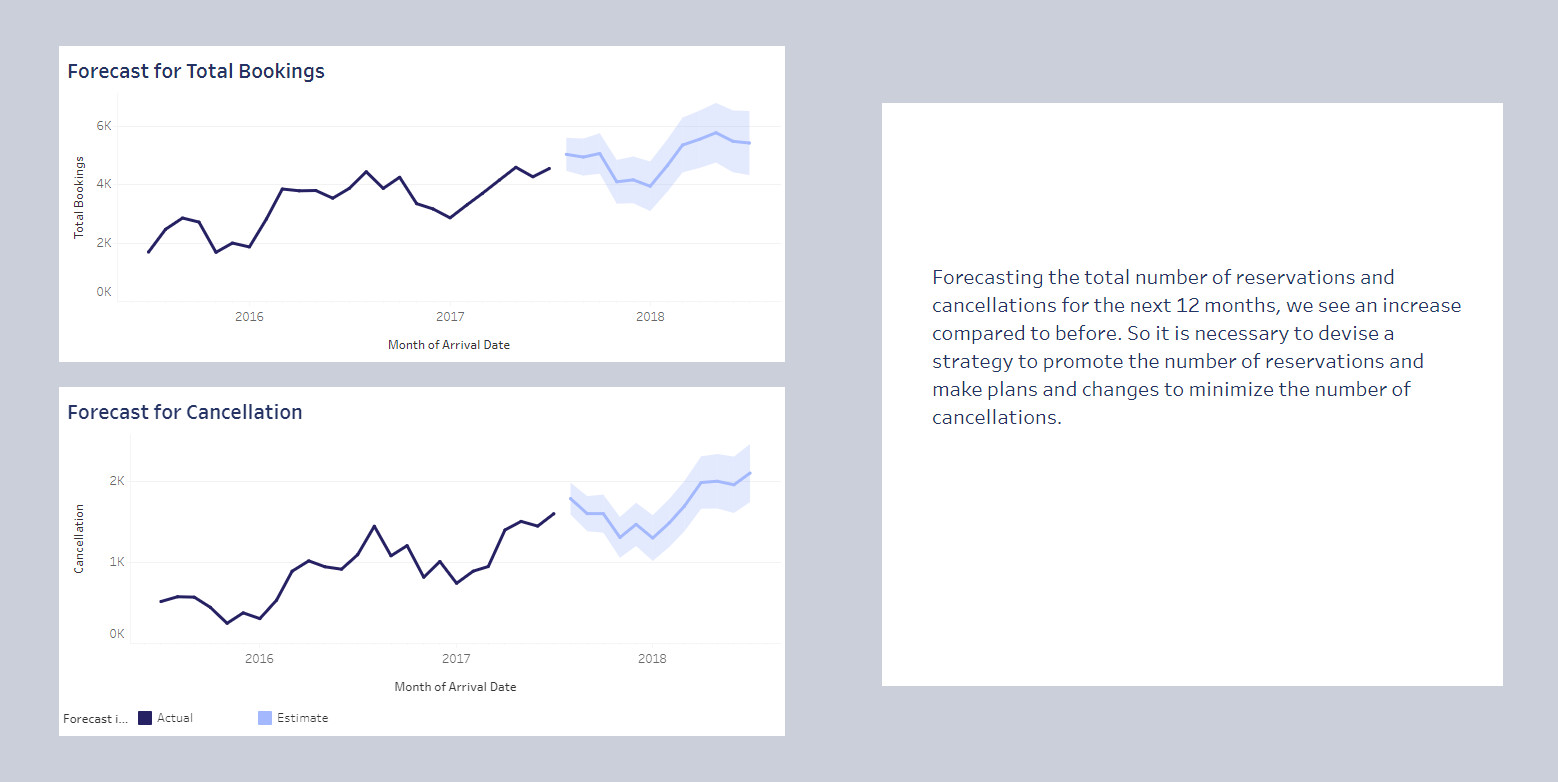 Forecast for Total Bookings
6K
4K
2K
0K
Total Bookings
2016 2017 2018
Month of Arrival Date
Forecast for Cancellation
2K
1K
0K
Cancellation
2016 2017 2018
Month of Arrival Date
Forecast i... Actual Estimate
Forecasting the total number of reservations and
cancellations for the next 12 months, we see an increase
compared to before. So it is necessary to devise a
strategy to promote the number of reservations and
make plans and changes to minimize the number of
cancellations.